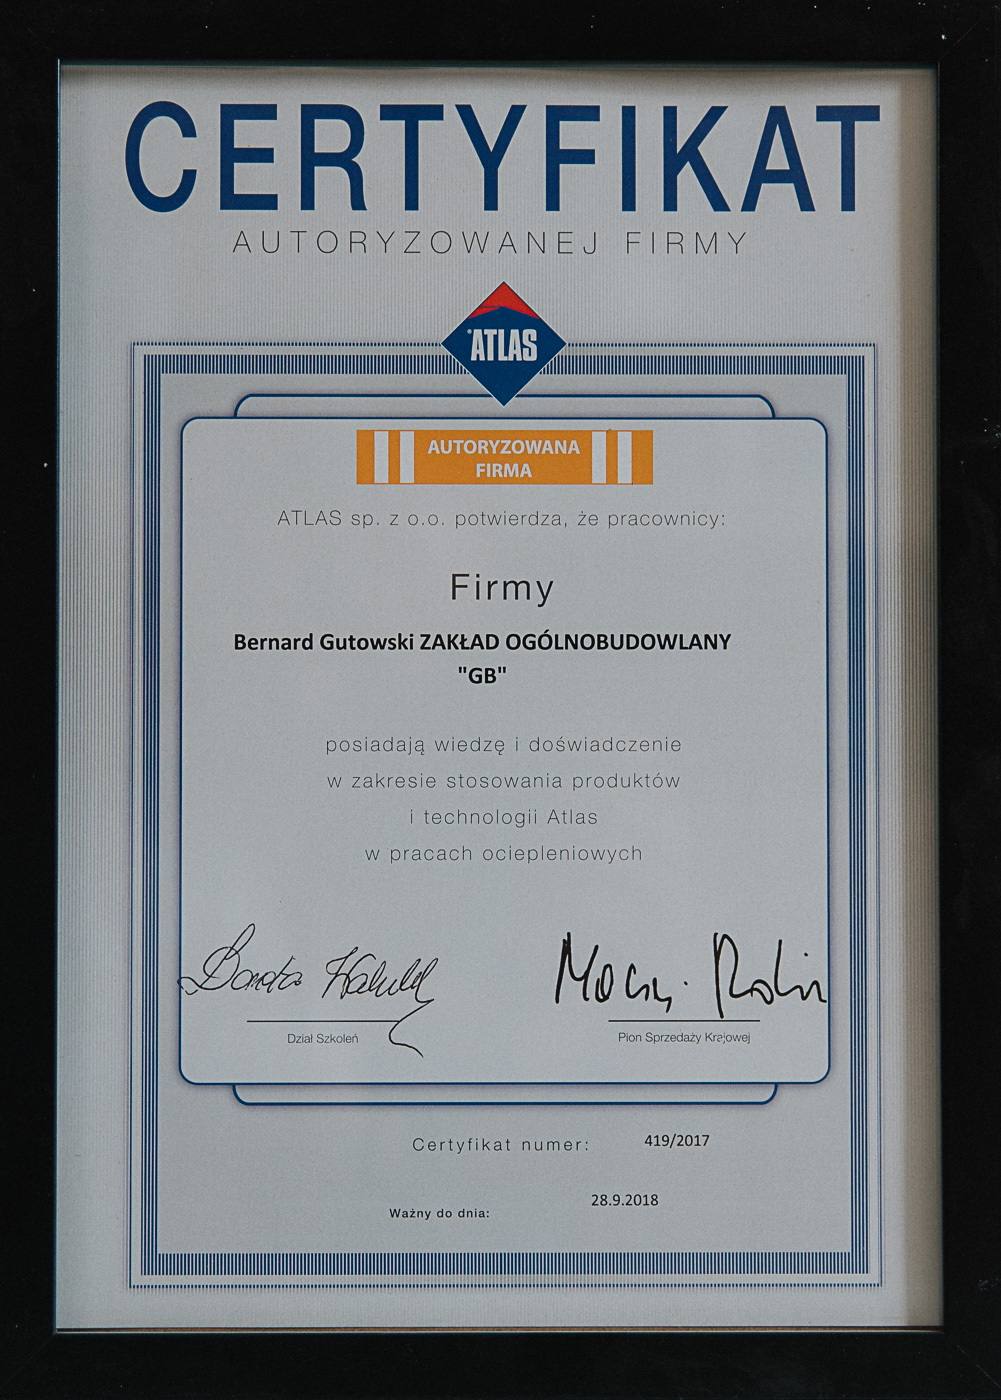 CERTYFIKAT
AUTORYZOWANEJ FIRMY
ATLAS
AUTORYZOWANA
FIRMA
ATLAS sp. z o.o. potwierdza, że pracownicy:
Firmy
Bernard Gutowski ZAKŁAD OGÓLNOBUDOWLANY
"GB"
posiadają wiedzę i doświadczenie
w zakresie stosowania produktów
i technologii Atlas
w pracach ociepleniowych
Dział Szkoleń
Pion Sprzedaży Krajowej
Certyfikat numer: 419/2017
Ważny do dnia: 28.9.2018